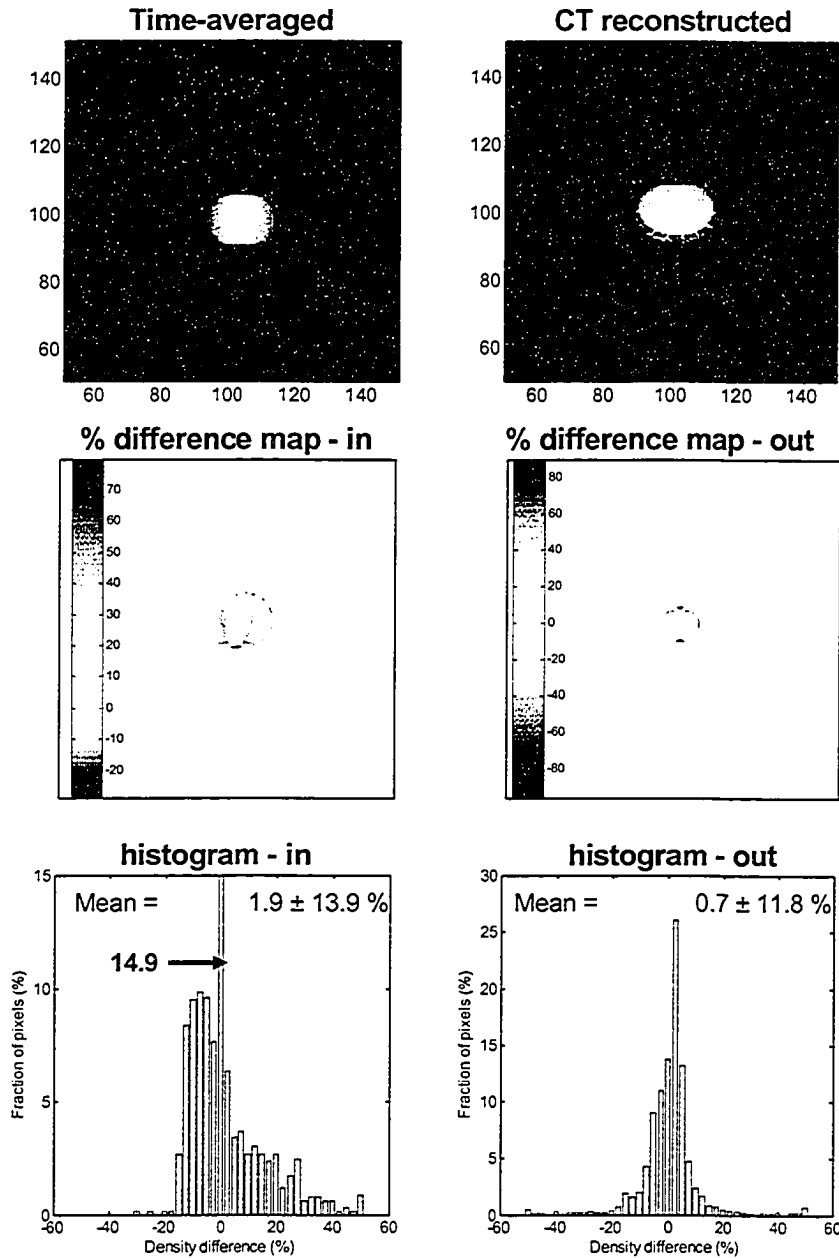 Time-averaged
CT reconstructed
140
120
100
80
60
60 80 100 120 140
140
120
100
80
60
60 80 100 120 140
% difference map - in
% difference map - out
70
60
50
40
30
20
10
0
-10
-20
80
60
40
20
0
-20
-40
-60
-80
histogram - in
histogram - out
15
10
5
0
Fraction of pixels (%)
Mean = 1.9 ± 13.9 %
14.9
-60 -40 -20 0 20 40 60
Density difference (%)
30
25
20
15
10
5
0
Fraction of pixels (%)
Mean = 0.7 ± 11.8 %
-60 -40 -20 0 20 40 60
Density difference (%)